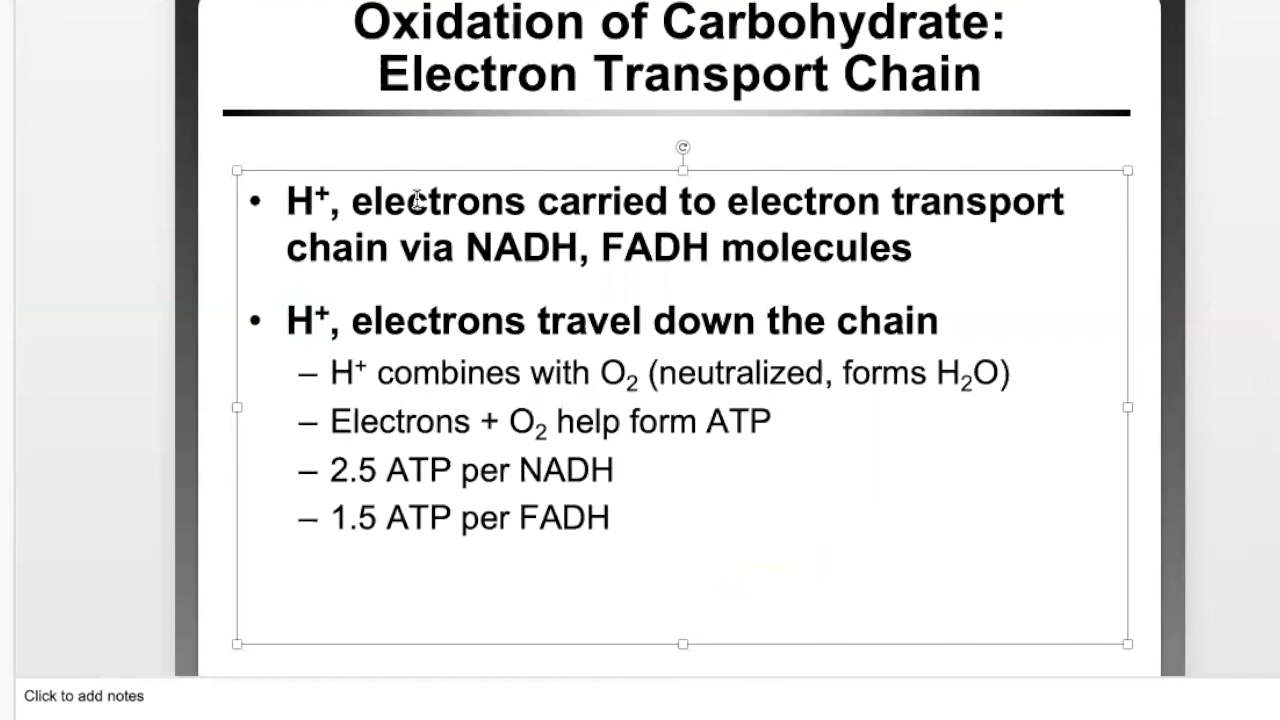 Oxidation of Carbohydrate:
Electron Transport Chain
• H⁺, electrons carried to electron transport
chain via NADH, FADH molecules
• H⁺, electrons travel down the chain
– H⁺ combines with O₂ (neutralized, forms H₂O)
– Electrons + O₂ help form ATP
– 2.5 ATP per NADH
– 1.5 ATP per FADH
Click to add notes